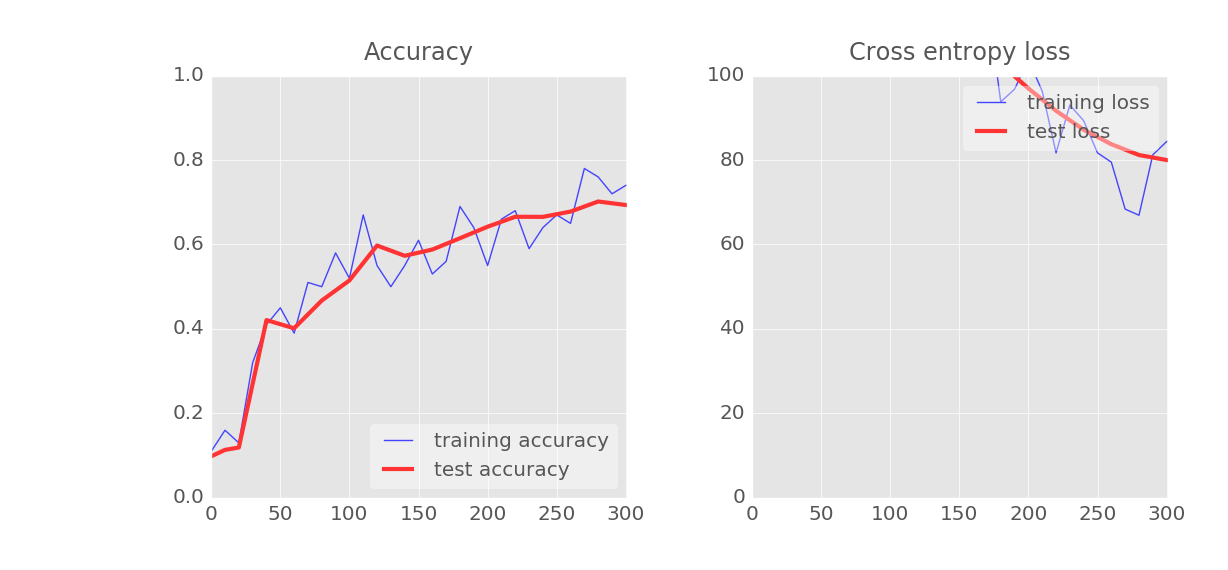 Accuracy
1.0
0.8
0.6
0.4
0.2
0.0
0 50 100 150 200 250 300
training accuracy
test accuracy
Cross entropy loss
100
80
60
40
20
0
0 50 100 150 200 250 300
training loss
test loss